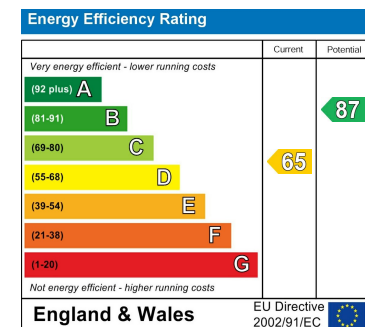 Energy Efficiency Rating
Current Potential
Very energy efficient - lower running costs
(92 plus) A
(81-91) B
87
(69-80) C
65
(55-68) D
(39-54) E
(21-38) F
(1-20) G
Not energy efficient - higher running costs
England & Wales
EU Directive
2002/91/EC